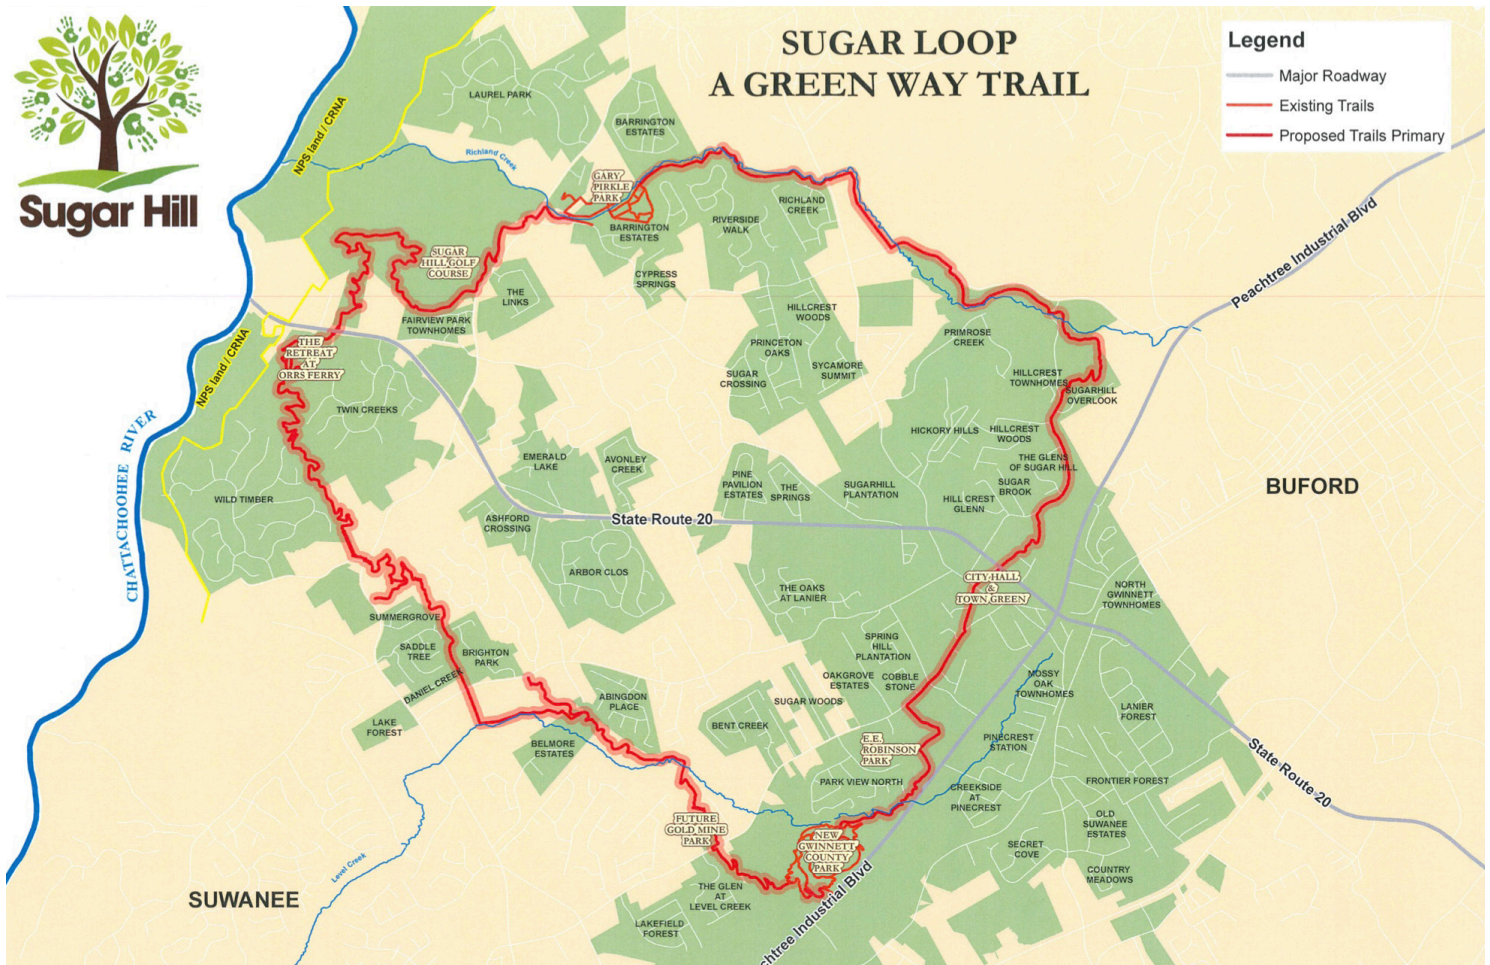 SUGAR LOOP
A GREEN WAY TRAIL
Legend
Major Roadway
Existing Trails
Proposed Trails Primary
Sugar Hill
NPS land / CRNA
LAUREL PARK
BARRINGTON
ESTATES
Richland Creek
GARY
PIRKLE
PARK
BARRINGTON
ESTATES
RIVERSIDE
WALK
RICHLAND
CREEK
Peachtree Industrial Blvd
SUGAR
HILL GOLF
COURSE
CYPRESS
SPRINGS
THE
LINKS
FAIRVIEW PARK
TOWNHOMES
HILLCREST
WOODS
PRIMROSE
CREEK
PRINCETON
OAKS
SUGAR
CROSSING
SYCAMORE
SUMMIT
HILLCREST
TOWNHOMES
SUGARHILL
OVERLOOK
NPS land / CRNA
THE
RETREAT
AT
ORRS FERRY
TWIN CREEKS
CHATTACHOOHEE RIVER
HICKORY HILLS
HILLCREST
WOODS
THE GLENS
OF SUGAR HILL
SUGAR
BROOK
EMERALD
LAKE
AVONLEY
CREEK
PINE
PAVILION
ESTATES
THE
SPRINGS
SUGARHILL
PLANTATION
HILL CREST
GLENN
BUFORD
WILD TIMBER
ASHFORD
CROSSING
State Route 20
ARBOR CLOS
THE OAKS
AT LANIER
CITY HALL
&
TOWN GREEN
NORTH
GWINNETT
TOWNHOMES
SUMMERGROVE
SADDLE
TREE
BRIGHTON
PARK
DANIEL CREEK
SPRING
HILL
PLANTATION
OAKGROVE
ESTATES
COBBLE
STONE
MOSSY
OAK
TOWNHOMES
LAKE
FOREST
ABINGDON
PLACE
SUGAR WOODS
BENT CREEK
LANIER
FOREST
BELMORE
ESTATES
E.E.
ROBINSON
PARK
PINECREST
STATION
State Route 20
PARK VIEW NORTH
CREEKSIDE
AT
PINECREST
FRONTIER FOREST
OLD
SUWANEE
ESTATES
FUTURE
GOLD MINE
PARK
NEW
GWINNETT
COUNTY
PARK
SECRET
COVE
COUNTRY
MEADOWS
Level Creek
SUWANEE
THE GLEN
AT
LEVEL CREEK
LAKEFIELD
FOREST
chtree Industrial Blvd